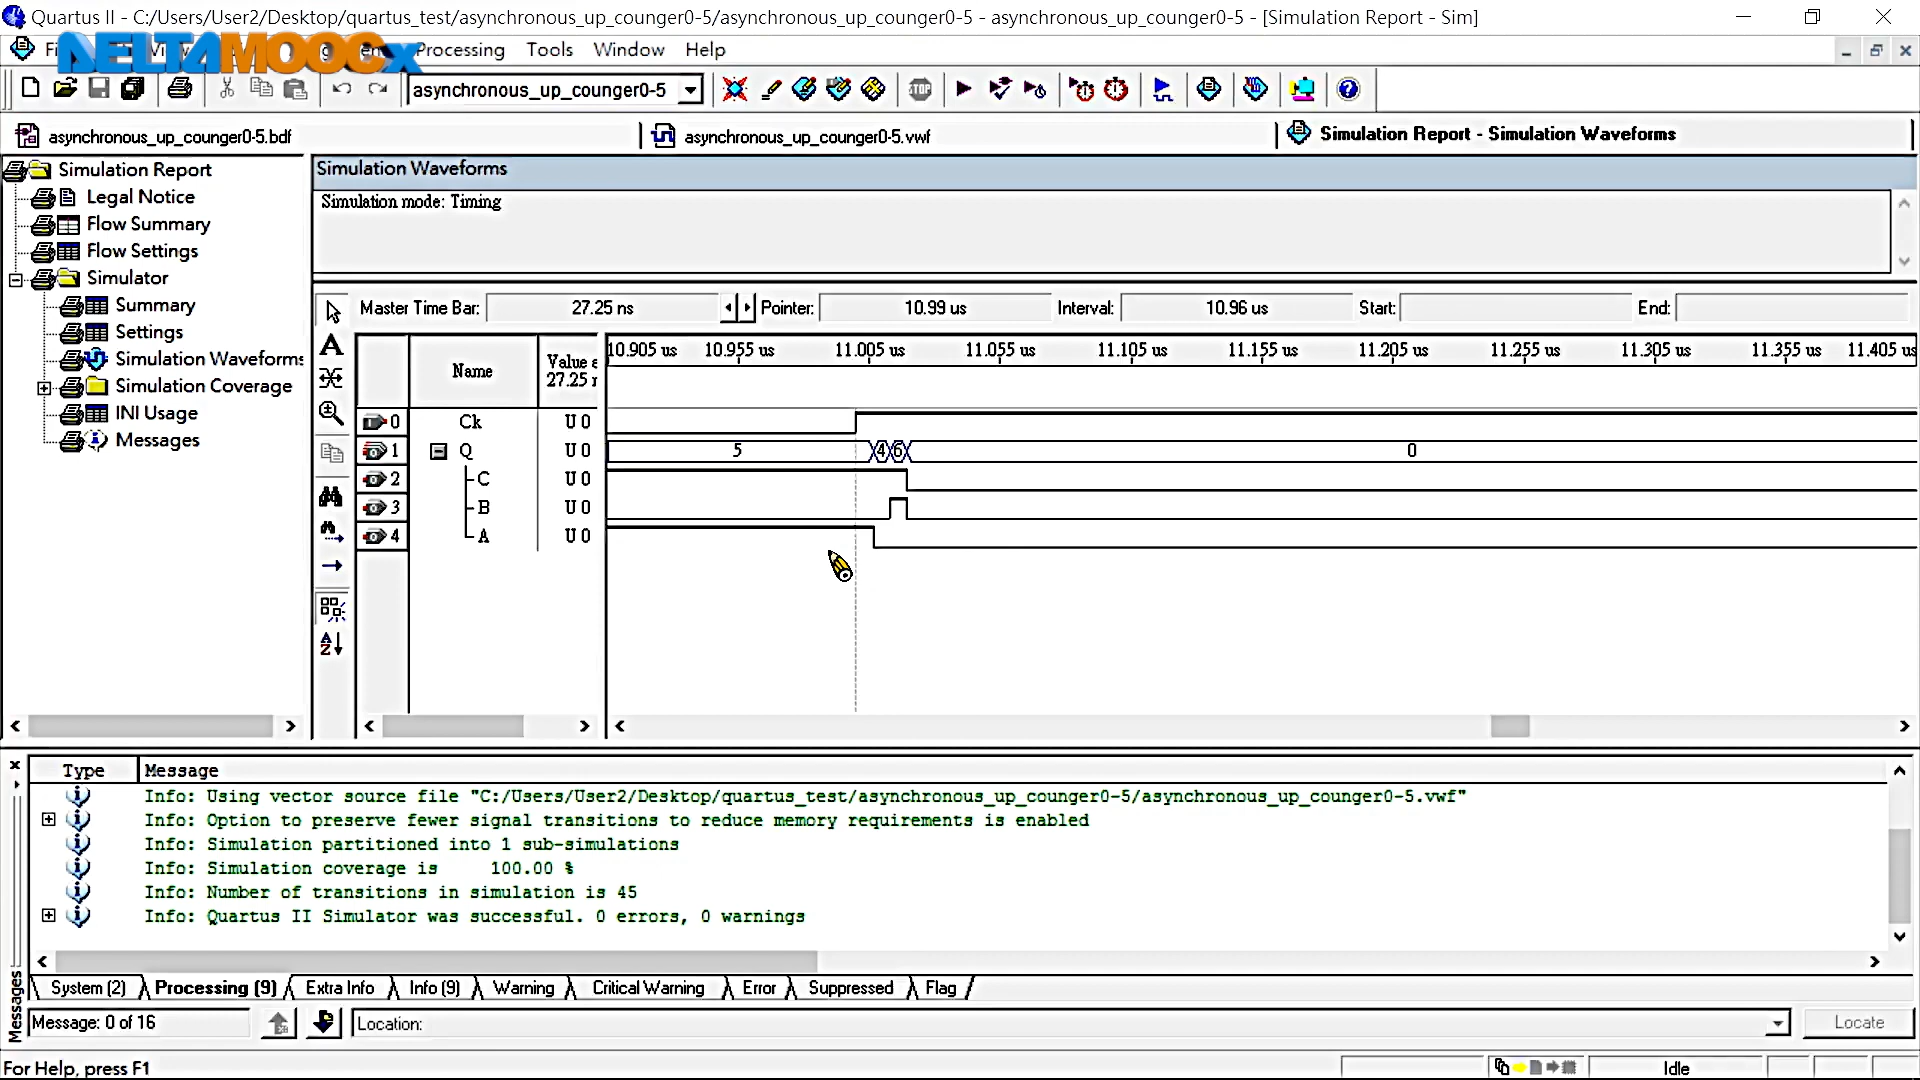 Quartus II - C:/Users/User2/Desktop/quartus_test/asynchronous_up_counger0-5/asynchronous_up_counger0-5 - asynchronous_up_counger0-5 - [Simulation Report - Sim]
DELTAMOOCx
Processing Tools Window Help
asynchronous_up_counger0-5
STOP
asynchronous_up_counger0-5.bdf
asynchronous_up_counger0-5.vwf
Simulation Report - Simulation Waveforms
Simulation Report
Legal Notice
Flow Summary
Flow Settings
Simulator
Summary
Settings
Simulation Waveforms
Simulation Coverage
INI Usage
Messages
Simulation Waveforms
Simulation mode: Timing
Master Time Bar: 27.25 ns Pointer: 10.99 us Interval: 10.96 us Start: End:
Name
Value a
27.25 n
10.905 us 10.955 us 11.005 us 11.055 us 11.105 us 11.155 us 11.205 us 11.255 us 11.305 us 11.355 us 11.405 us
0 Ck U 0
1 Q U 0 5 4 6 0
2 C U 0
3 B U 0
4 A U 0
Type Message
Info: Using vector source file "C:/Users/User2/Desktop/quartus_test/asynchronous_up_counger0-5/asynchronous_up_counger0-5.vwf"
Info: Option to preserve fewer signal transitions to reduce memory requirements is enabled
Info: Simulation partitioned into 1 sub-simulations
Info: Simulation coverage is 100.00 %
Info: Number of transitions in simulation is 45
Info: Quartus II Simulator was successful. 0 errors, 0 warnings
System (2) Processing (9) Extra Info Info (9) Warning Critical Warning Error Suppressed Flag
Messages
Message: 0 of 16
Location:
Locate
For Help, press F1
Idle